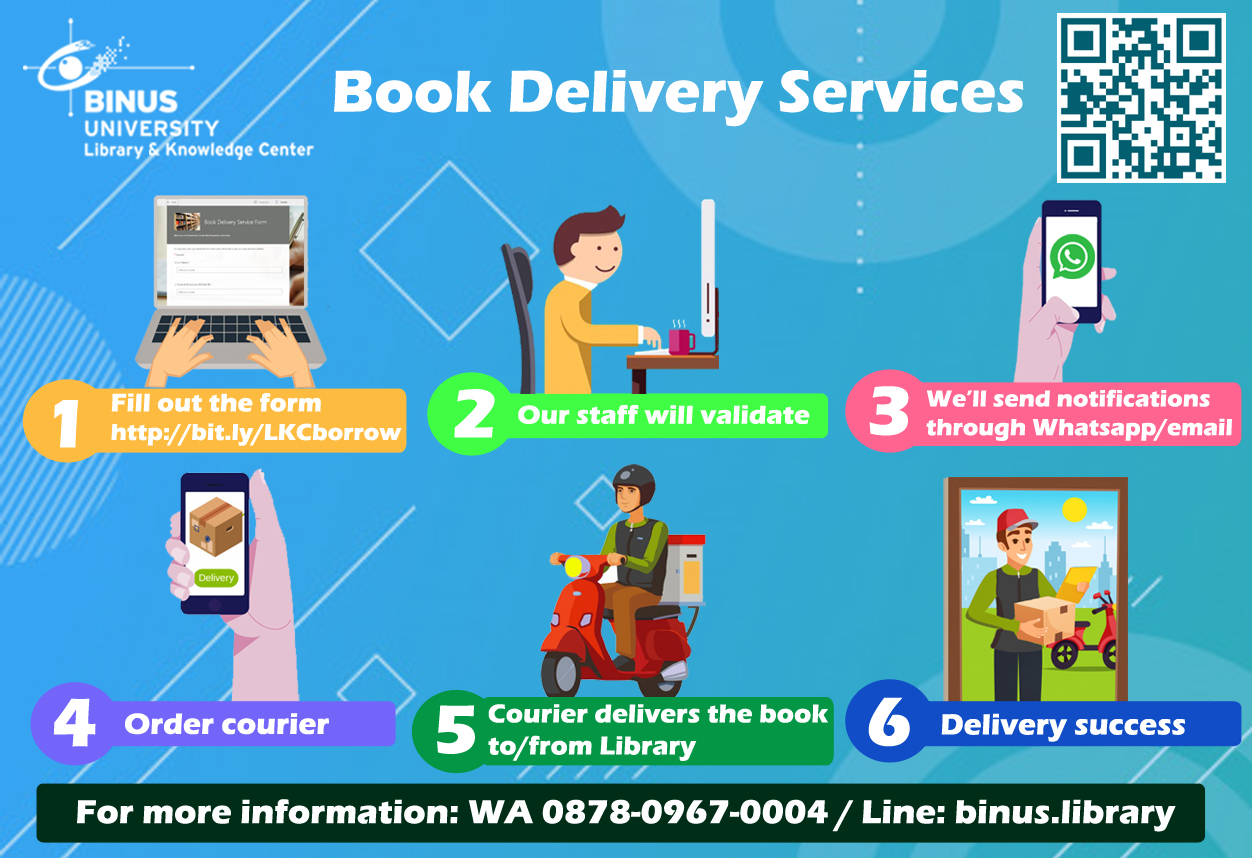 BINUS
UNIVERSITY
Library & Knowledge Center
Book Delivery Services
Book Delivery Service Form
1
Fill out the form
http://bit.ly/LKCborrow
2
Our staff will validate
3
We'll send notifications
through Whatsapp/email
Delivery
4
Order courier
5
Courier delivers the book
to/from Library
6
Delivery success
For more information: WA 0878-0967-0004 / Line: binus.library